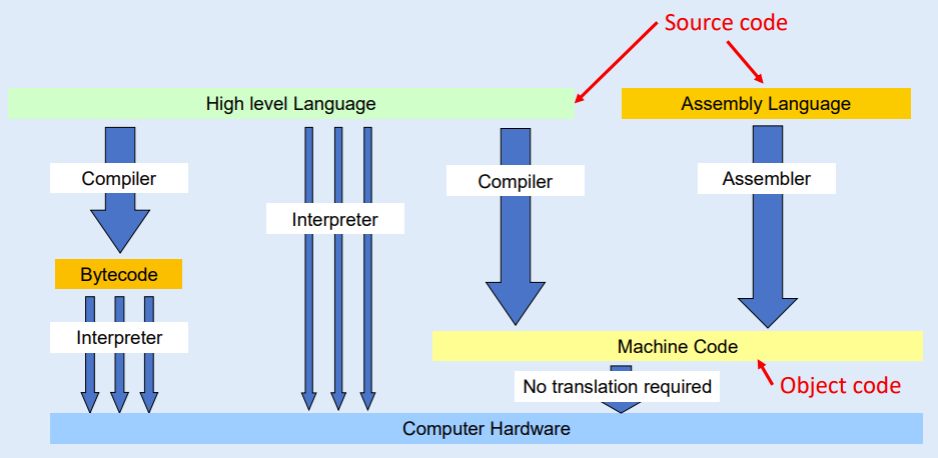 Source code
High level Language
Assembly Language
Compiler
Compiler
Assembler
Interpreter
Bytecode
Interpreter
Machine Code
No translation required
Object code
Computer Hardware